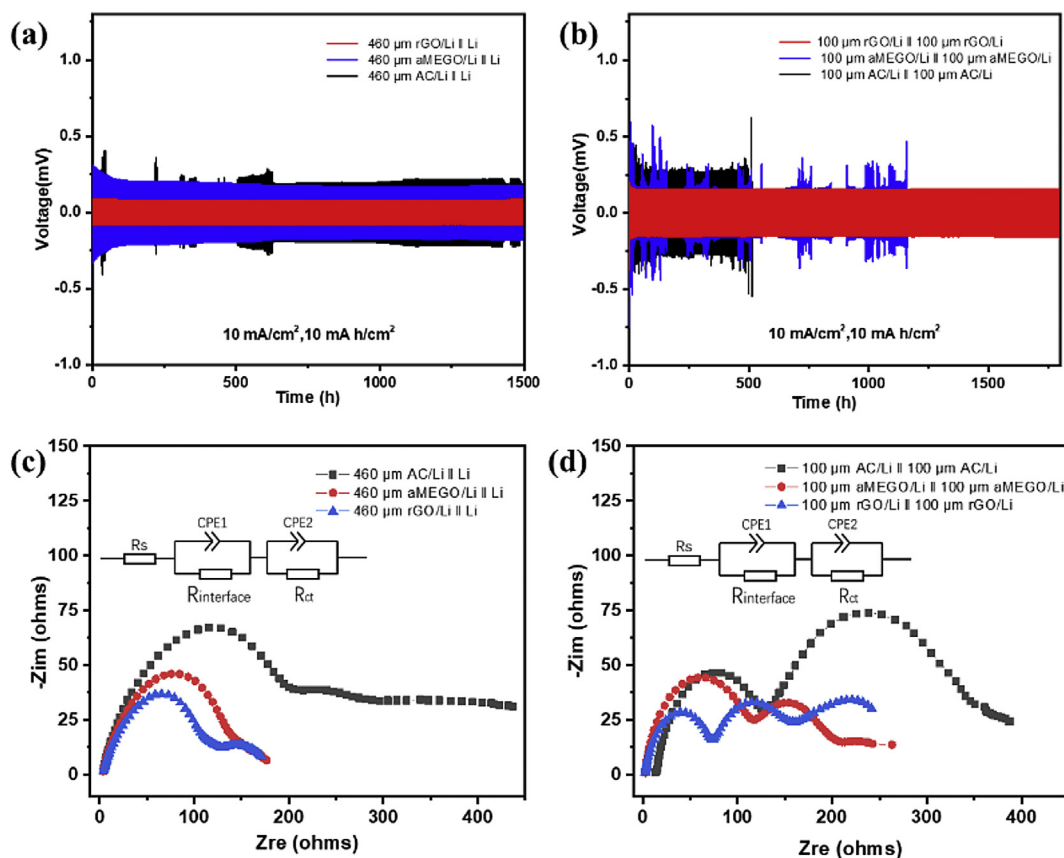 (a)
460 µm rGO/Li ǁ Li
460 µm aMEGO/Li ǁ Li
460 µm AC/Li ǁ Li
1.0
0.5
0.0
-0.5
-1.0
Voltage(mV)
10 mA/cm²,10 mA h/cm²
0
500
1000
1500
Time (h)
(b)
100 µm rGO/Li ǁ 100 µm rGO/Li
100 µm aMEGO/Li ǁ 100 µm aMEGO/Li
100 µm AC/Li ǁ 100 µm AC/Li
1.0
0.5
0.0
-0.5
-1.0
Voltage(mV)
10 mA/cm²,10 mA h/cm²
0
500
1000
1500
Time (h)
(c)
460 µm AC/Li ǁ Li
460 µm aMEGO/Li ǁ Li
460 µm rGO/Li ǁ Li
CPE1
CPE2
Rs
Rinterface
Rct
150
125
100
75
50
25
0
-Zim (ohms)
0
100
200
300
400
Zre (ohms)
(d)
100 µm AC/Li ǁ 100 µm AC/Li
100 µm aMEGO/Li ǁ 100 µm aMEGO/Li
100 µm rGO/Li ǁ 100 µm rGO/Li
CPE1
CPE2
Rs
Rinterface
Rct
150
125
100
75
50
25
0
-Zim (ohms)
0
100
200
300
400
Zre (ohms)